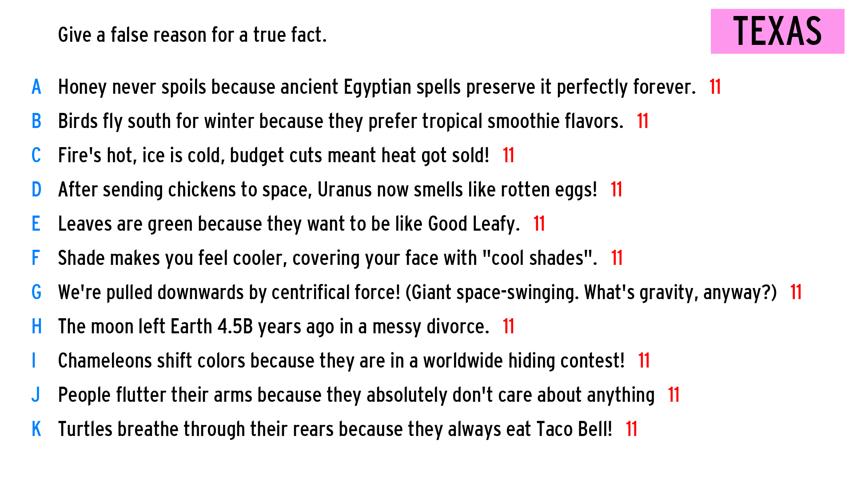 Give a false reason for a true fact.
TEXAS
A Honey never spoils because ancient Egyptian spells preserve it perfectly forever. 11
B Birds fly south for winter because they prefer tropical smoothie flavors. 11
C Fire's hot, ice is cold, budget cuts meant heat got sold! 11
D After sending chickens to space, Uranus now smells like rotten eggs! 11
E Leaves are green because they want to be like Good Leafy. 11
F Shade makes you feel cooler, covering your face with "cool shades". 11
G We're pulled downwards by centrifical force! (Giant space-swinging. What's gravity, anyway?) 11
H The moon left Earth 4.5B years ago in a messy divorce. 11
I Chameleons shift colors because they are in a worldwide hiding contest! 11
J People flutter their arms because they absolutely don't care about anything 11
K Turtles breathe through their rears because they always eat Taco Bell! 11